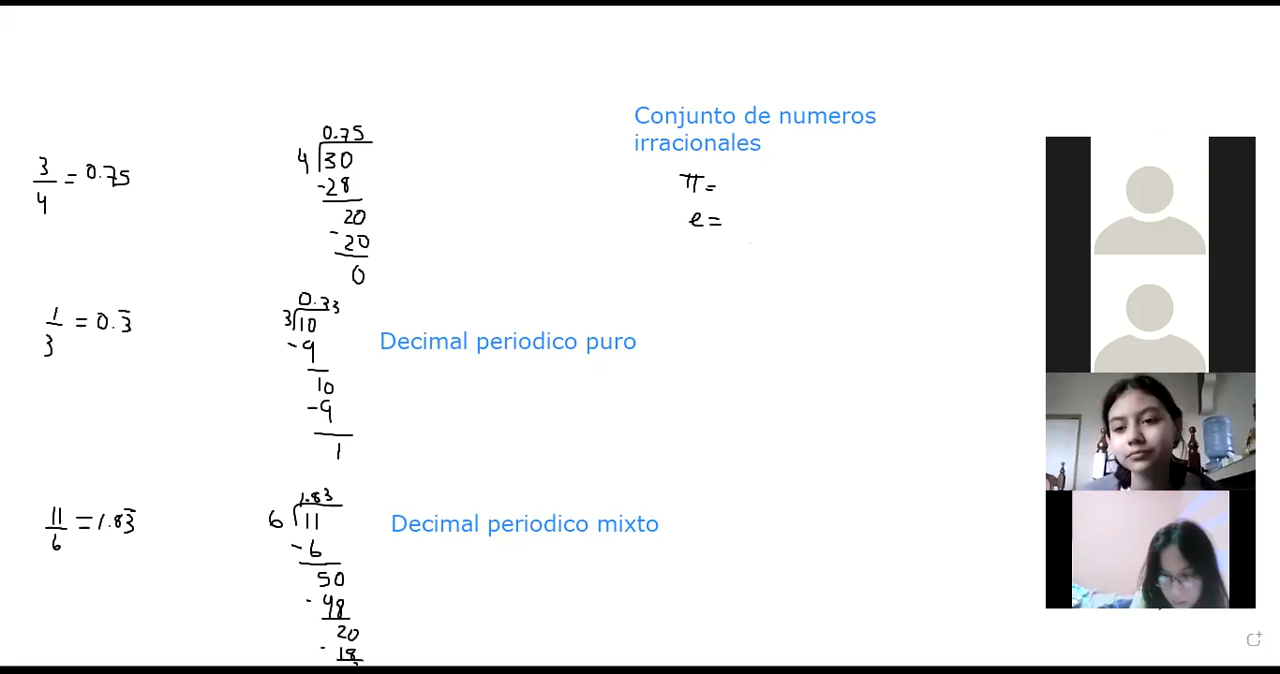 3/4 = 0.75
0.75
4 30
-28
20
-20
0
1/3 = 0.3̅
0.33
3 10
-9
10
-9
1
Decimal periodico puro
11/6 = 1.83̅
1.83
6 11
-6
50
-48
20
-18
Decimal periodico mixto
Conjunto de numeros
irracionales
π=
e=